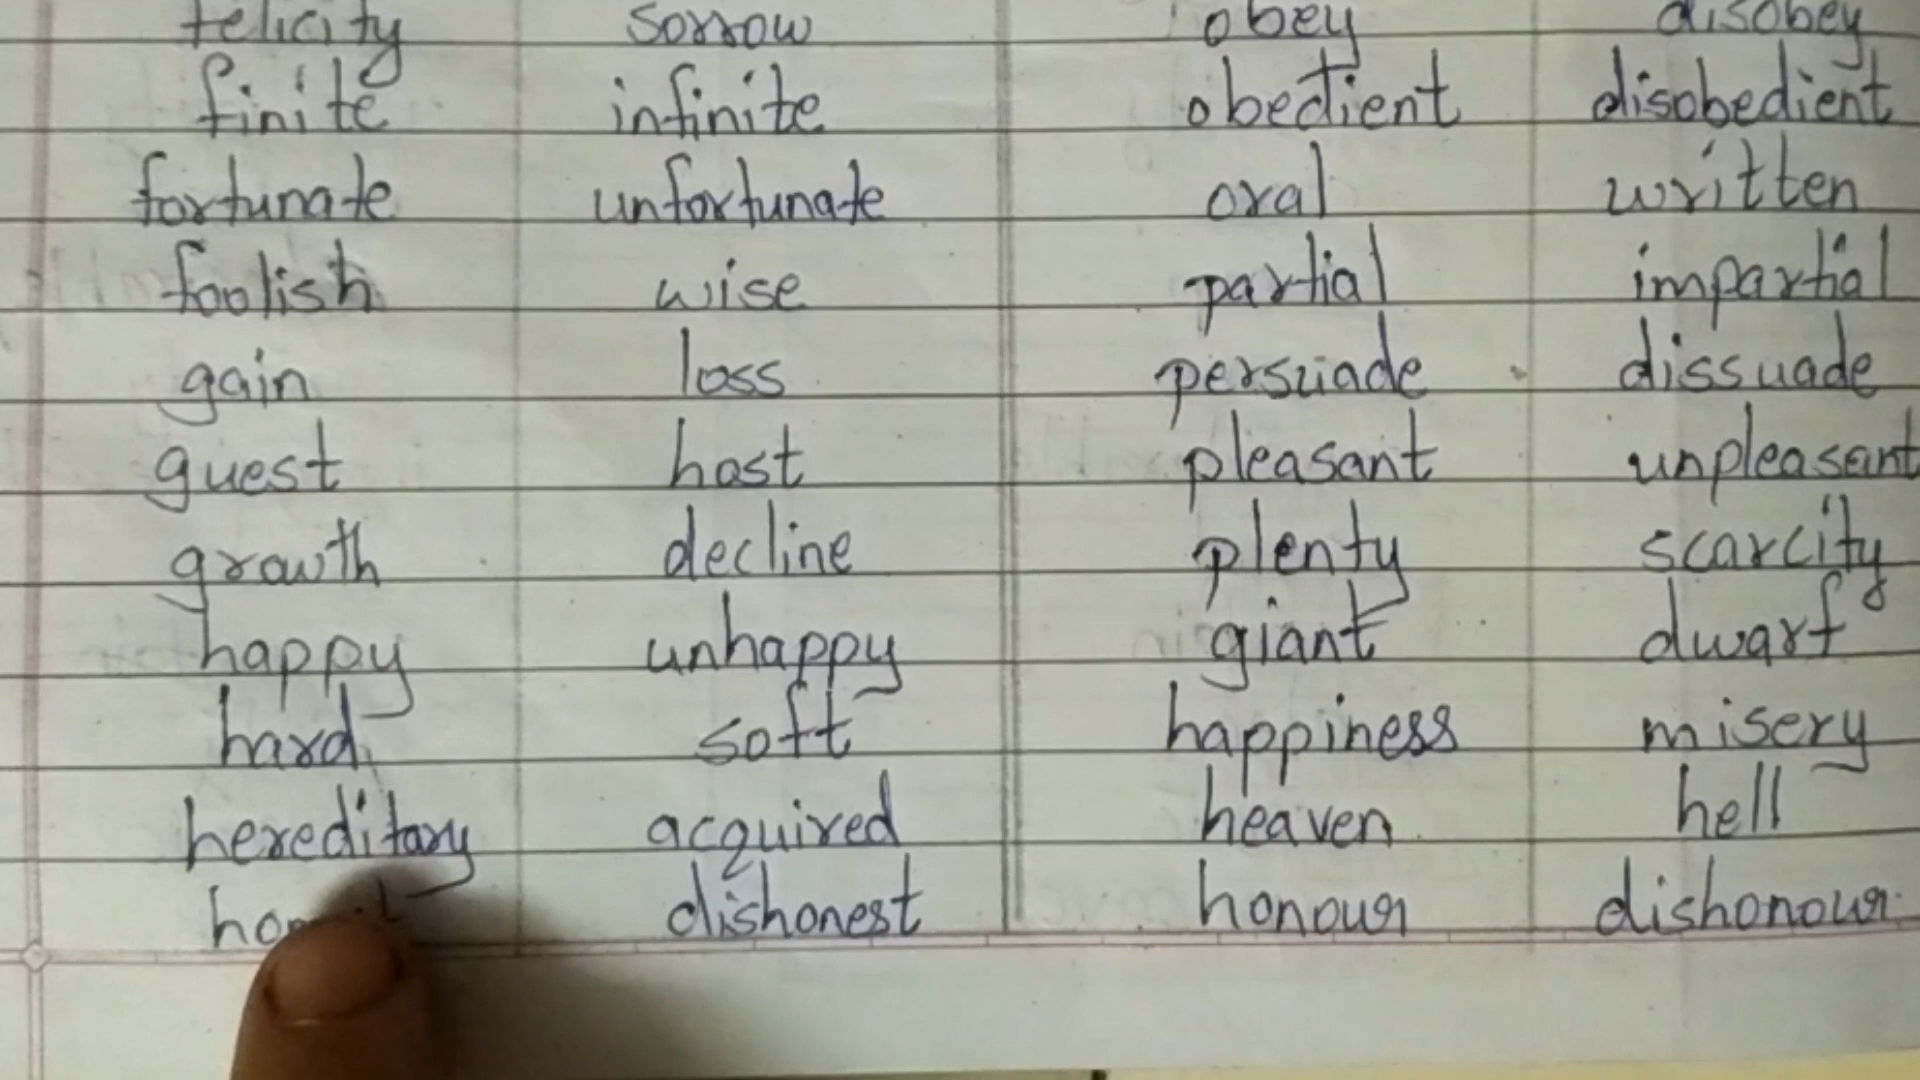 felicity sorrow obey disobey
finite infinite obedient disobedient
fortunate unfortunate oral written
foolish wise partial impartial
gain loss persuade dissuade
guest host pleasant unpleasant
growth decline plenty scarcity
happy unhappy giant dwarf
hard soft happiness misery
hereditary acquired heaven hell
dishonest honour dishonour